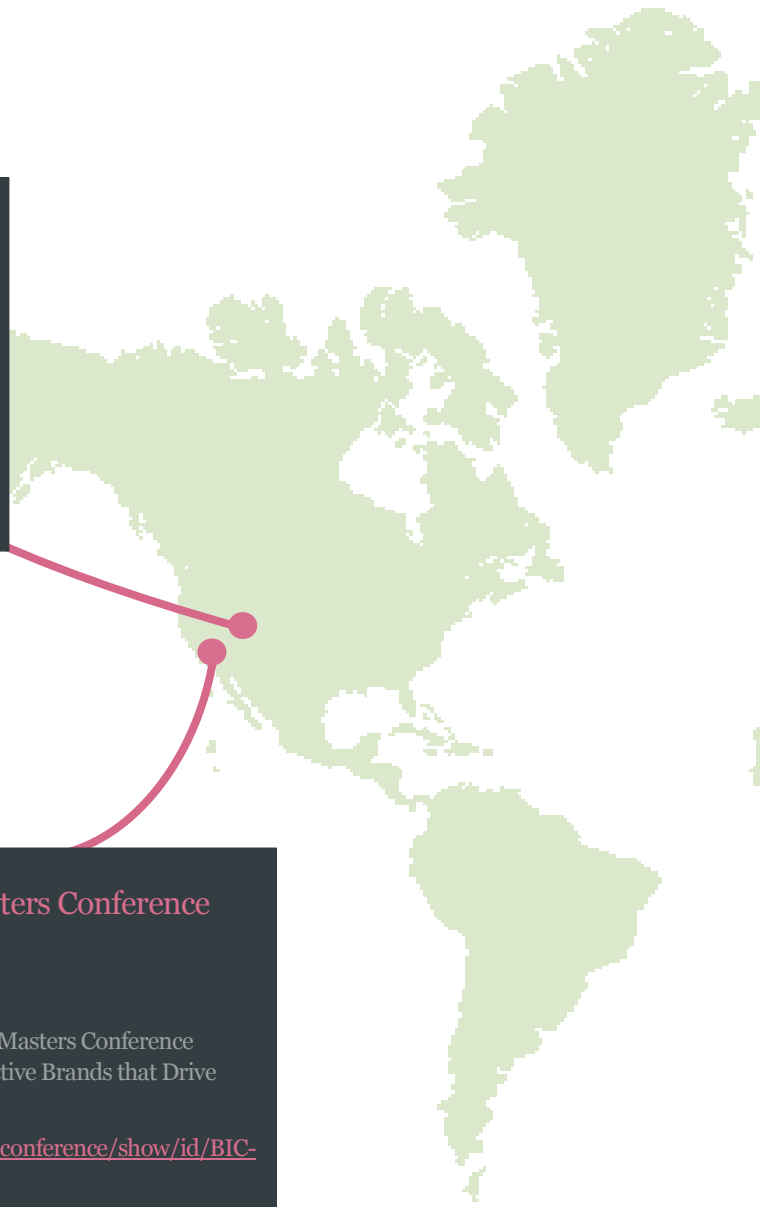 ters Conference
Masters Conference
tive Brands that Drive
conference/show/id/BIC-